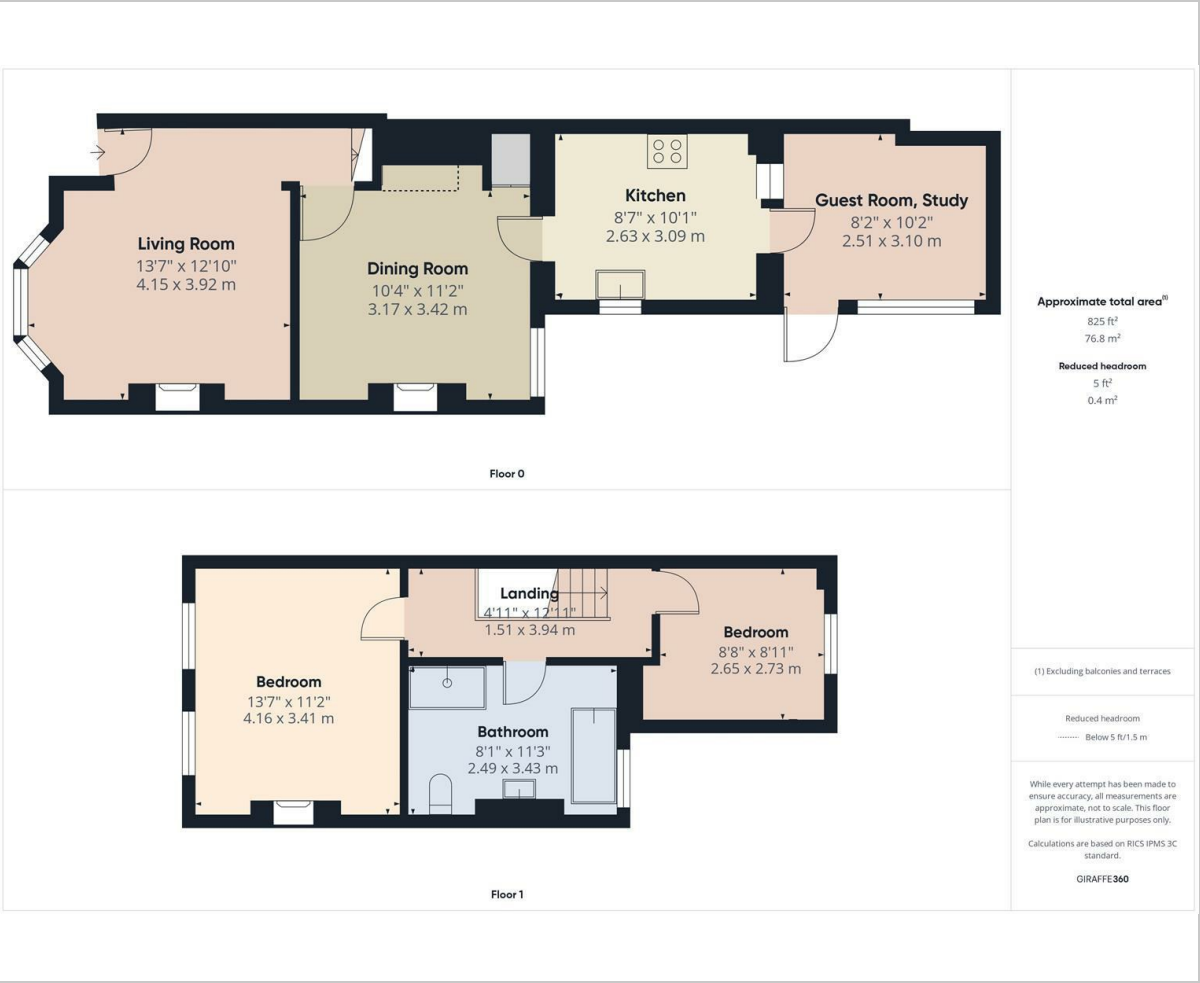 Living Room
13'7" x 12'10"
4.15 x 3.92 m
Dining Room
10'4" x 11'2"
3.17 x 3.42 m
Kitchen
8'7" x 10'1"
2.63 x 3.09 m
Guest Room, Study
8'2" x 10'2"
2.51 x 3.10 m
Floor 0
Landing
4'11" x 12'11"
1.51 x 3.94 m
Bedroom
8'8" x 8'11"
2.65 x 2.73 m
Bedroom
13'7" x 11'2"
4.16 x 3.41 m
Bathroom
8'1" x 11'3"
2.49 x 3.43 m
Floor 1
Approximate total area(1)
825 ft²
76.8 m²
Reduced headroom
5 ft²
0.4 m²
(1) Excluding balconies and terraces
Reduced headroom
Below 5 ft/1.5 m
While every attempt has been made to
ensure accuracy, all measurements are
approximate, not to scale. This floor
plan is for illustrative purposes only.
Calculations are based on RICS IPMS 3C
standard.
GIRAFFE360